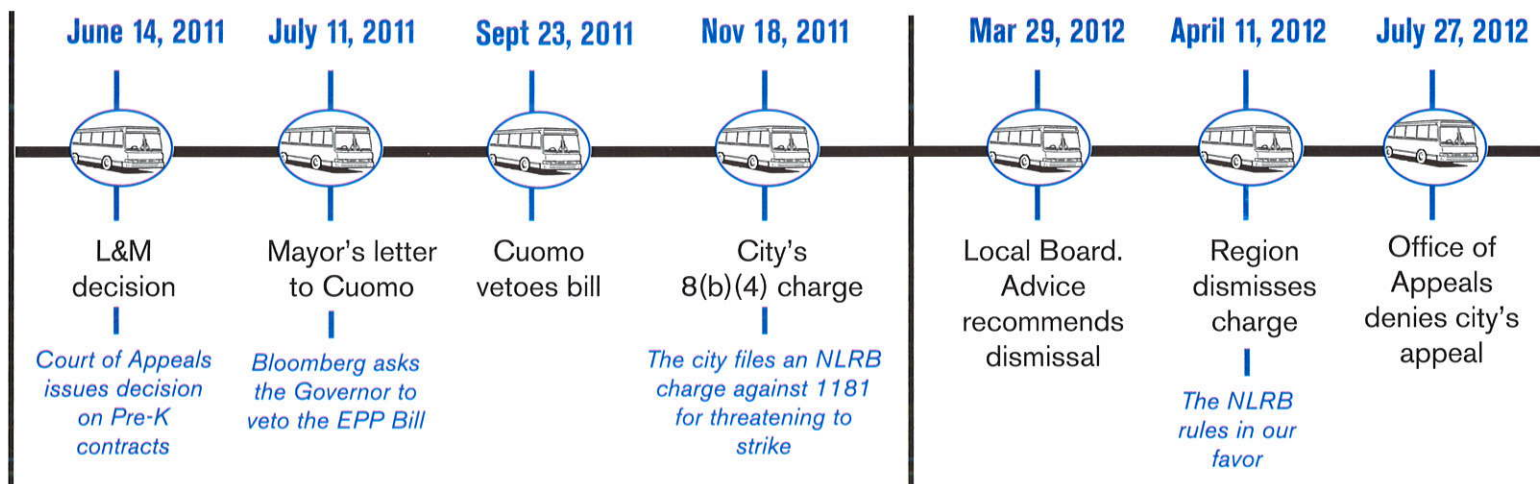 June 14, 2011
L&M
decision
Court of Appeals
issues decision
on Pre-K
contracts
July 11, 2011
Mayor's letter
to Cuomo
Bloomberg asks
the Governor to
veto the EPP Bill
Sept 23, 2011
Cuomo
vetoes bill
Nov 18, 2011
City's
8(b)(4) charge
The city files an NLRB
charge against 1181
for threatening to
strike
Mar 29, 2012
Local Board.
Advice
recommends
dismissal
April 11, 2012
Region
dismisses
charge
The NLRB
rules in our
favor
July 27, 2012
Office of
Appeals
denies city's
appeal